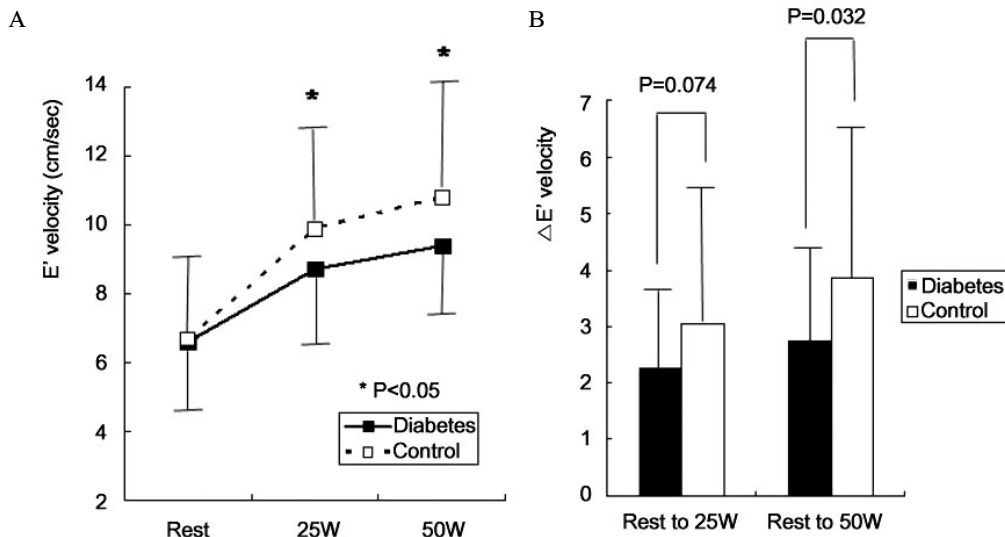 A
E' velocity (cm/sec)
14
12
10
8
6
4
2
*
*
* P<0.05
Diabetes
Control
Rest 25W 50W
B
P=0.032
P=0.074
△E' velocity
7
6
5
4
3
2
1
0
Diabetes
Control
Rest to 25W Rest to 50W